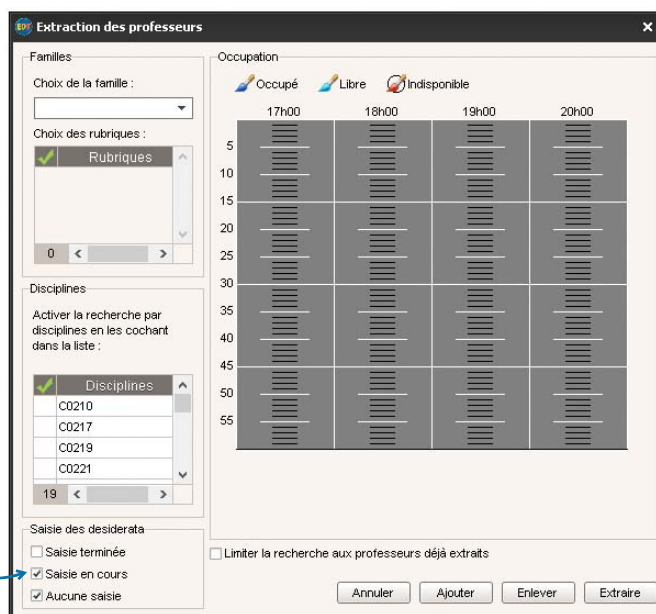 EDT Extraction des professeurs
Familles
Choix de la famille :
Choix des rubriques :
Rubriques
0
Disciplines
Activer la recherche par
disciplines en les cochant
dans la liste :
Disciplines
C0210
C0217
C0219
C0221
19
Saisie des desiderata
Saisie terminée
Saisie en cours
Aucune saisie
Occupation
Occupé Libre Indisponible
17h00 18h00 19h00 20h00
5
10
15
20
25
30
35
40
45
50
55
Limiter la recherche aux professeurs déjà extraits
Annuler Ajouter Enlever Extraire